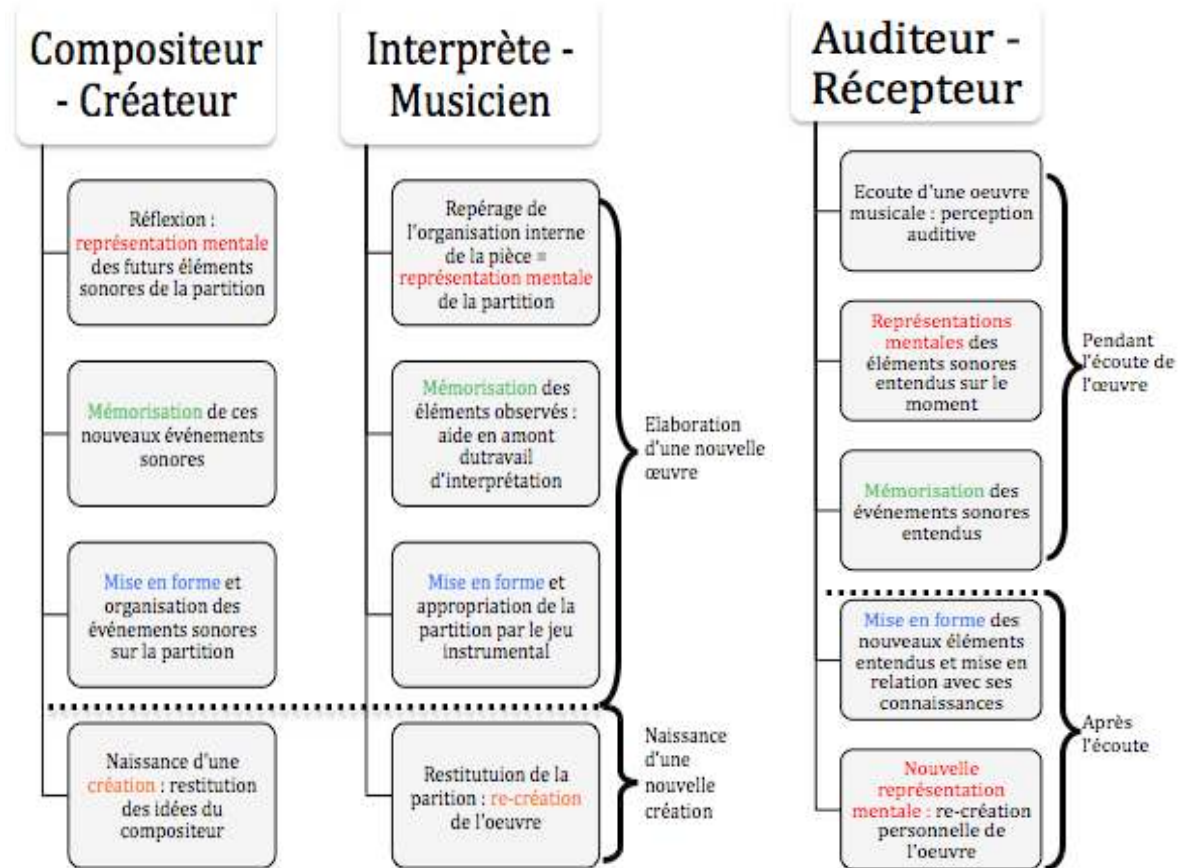 Compositeur
- Créateur
Réflexion :
représentation mentale
des futurs éléments
sonores de la partition
Mémorisation de ces
nouveaux événements
sonores
Mise en forme et
organisation des
événements sonores
sur la partition
Naissance d'une
création : restitution
des idées du
compositeur
Interprète -
Musicien
Repérage de
l'organisation interne
de la pièce =
représentation mentale
de la partition
Mémorisation des
éléments observés :
aide en amont
dutravail
d'interprétation
Mise en forme et
appropriation de la
partition par le jeu
instrumental
Restituтuion de la
parition : re-création
de l'oeuvre
Elaboration
d'une nouvelle
œuvre
Naissance
d'une
nouvelle
création
Auditeur -
Récepteur
Ecoute d'une oeuvre
musicale : perception
auditive
Représentations
mentales des
éléments sonores
entendus sur le
moment
Mémorisation des
événements sonores
entendus
Mise en forme des
nouveaux éléments
entendus et mise en
relation avec ses
connaissances
Nouvelle
représentation
mentale : re-création
personnelle de
l'oeuvre
Pendant
l'écoute de
l'œuvre
Après
l'écoute